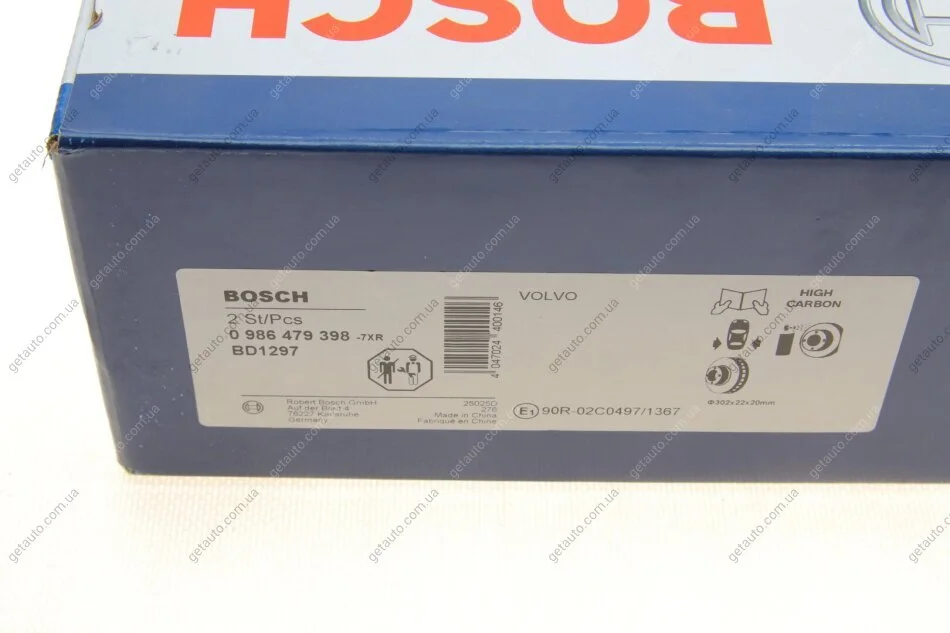 BOSCH
BOSCH
2 St/Pcs
0 986 479 398 -7XR
BD1297
4 047024 400146
VOLVO
HIGH
CARBON
Φ302x22x20mm
Robert Bosch GmbH
Auf der Breit 4
76227 Karlsruhe
Germany
25025D
276
Made in China
Fabriqué en Chine
E1 90R-02C0497/1367
getauto.com.ua